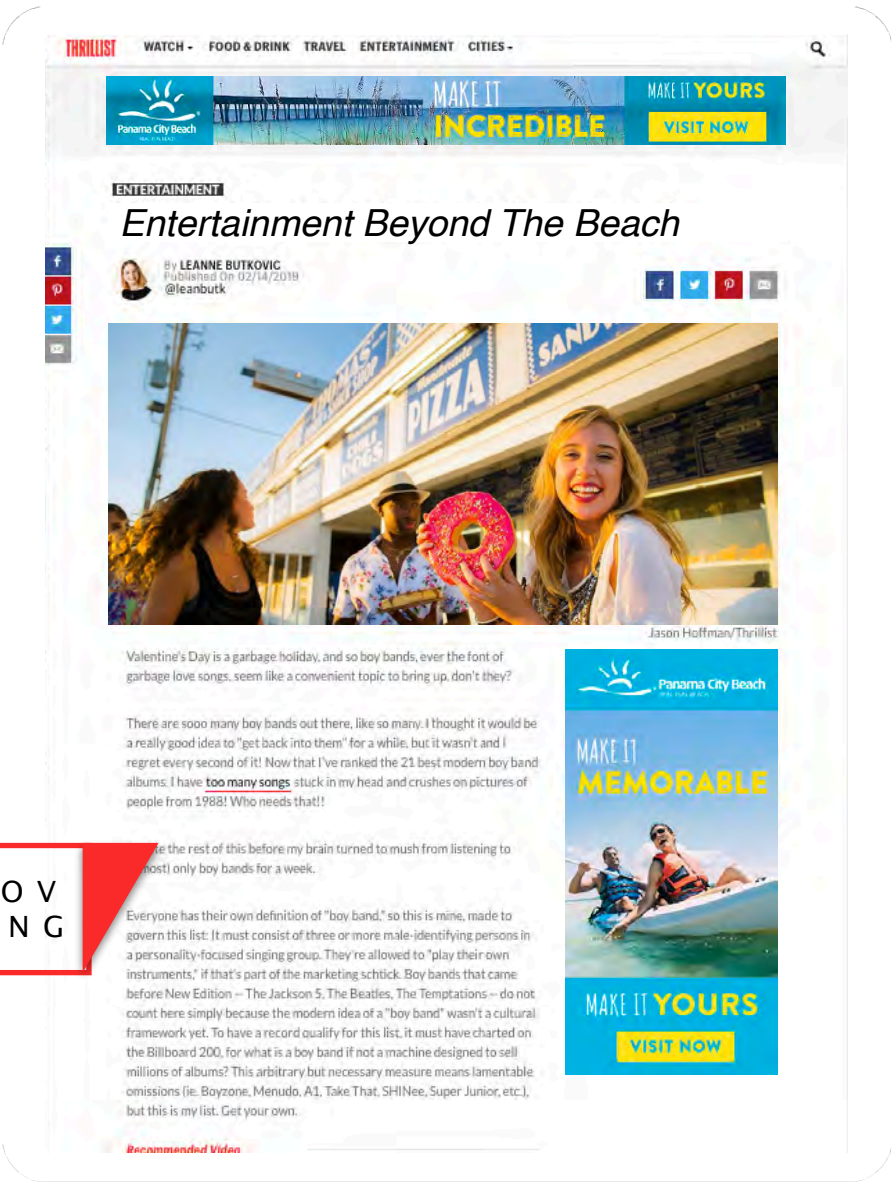 THRILLIST WATCH FOOD & DRINK TRAVEL ENTERTAINMENT CITIES
Panama City Beach
MAKE IT
INCREDIBLE
MAKE IT YOURS
VISIT NOW
ENTERTAINMENT
Entertainment Beyond The Beach
By LEANNE BUTKOVIC
Published On 02/14/2019
@leanbutk
Handmade
PIZZA
CHILI
DOGS
Jason Hoffman/Thrillist
Valentine's Day is a garbage holiday, and so boy bands, ever the font of
garbage love songs, seem like a convenient topic to bring up, don't they?
There are sooo many boy bands out there, like so many. I thought it would be
a really good idea to "get back into them" for a while, but it wasn't and I
regret every second of it! Now that I've ranked the 21 best modern boy band
albums, I have too many songs stuck in my head and crushes on pictures of
people from 1988! Who needs that!!
the rest of this before my brain turned to mush from listening to
most) only boy bands for a week.
Everyone has their own definition of "boy band," so this is mine, made to
govern this list: It must consist of three or more male-identifying persons in
a personality-focused singing group. They're allowed to "play their own
instruments," if that's part of the marketing schtick. Boy bands that came
before New Edition -- The Jackson 5, The Beatles, The Temptations -- do not
count here simply because the modern idea of a "boy band" wasn't a cultural
framework yet. To have a record qualify for this list, it must have charted on
the Billboard 200, for what is a boy band if not a machine designed to sell
millions of albums? This arbitrary but necessary measure means lamentable
omissions (ie. Boyzone, Menudo, A1, Take That, SHINee, Super Junior, etc.),
but this is my list. Get your own.
Recommended Video
Panama City Beach
MAKE IT
MEMORABLE
MAKE IT YOURS
VISIT NOW
O V
N G